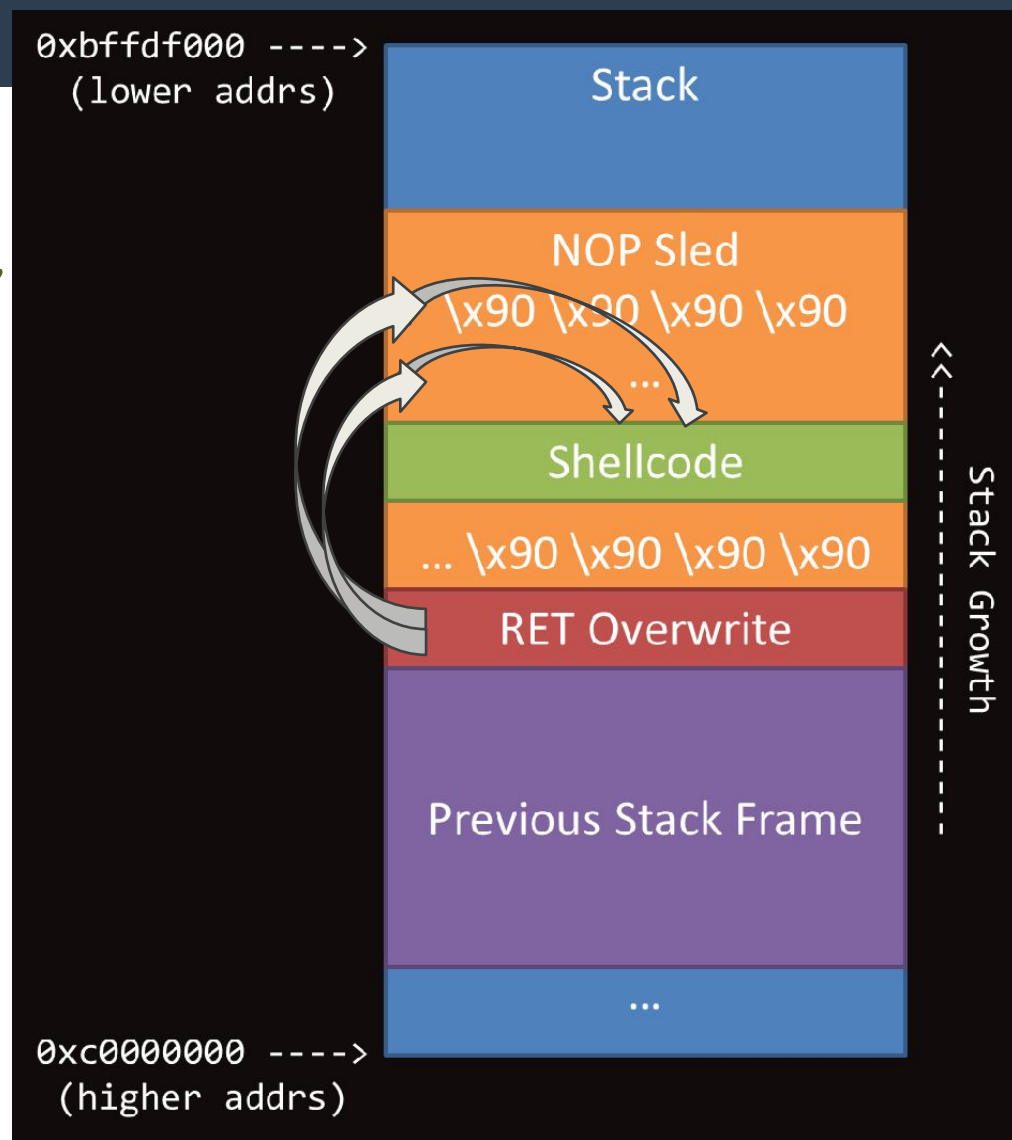 0xbffdf000 ---->
(lower addrs)
Stack
NOP Sled
\x90 \x90 \x90 \x90
...
Shellcode
... \x90 \x90 \x90 \x90
RET Overwrite
Previous Stack Frame
...
0xc0000000 ---->
(higher addrs)
<<-------------- Stack Growth